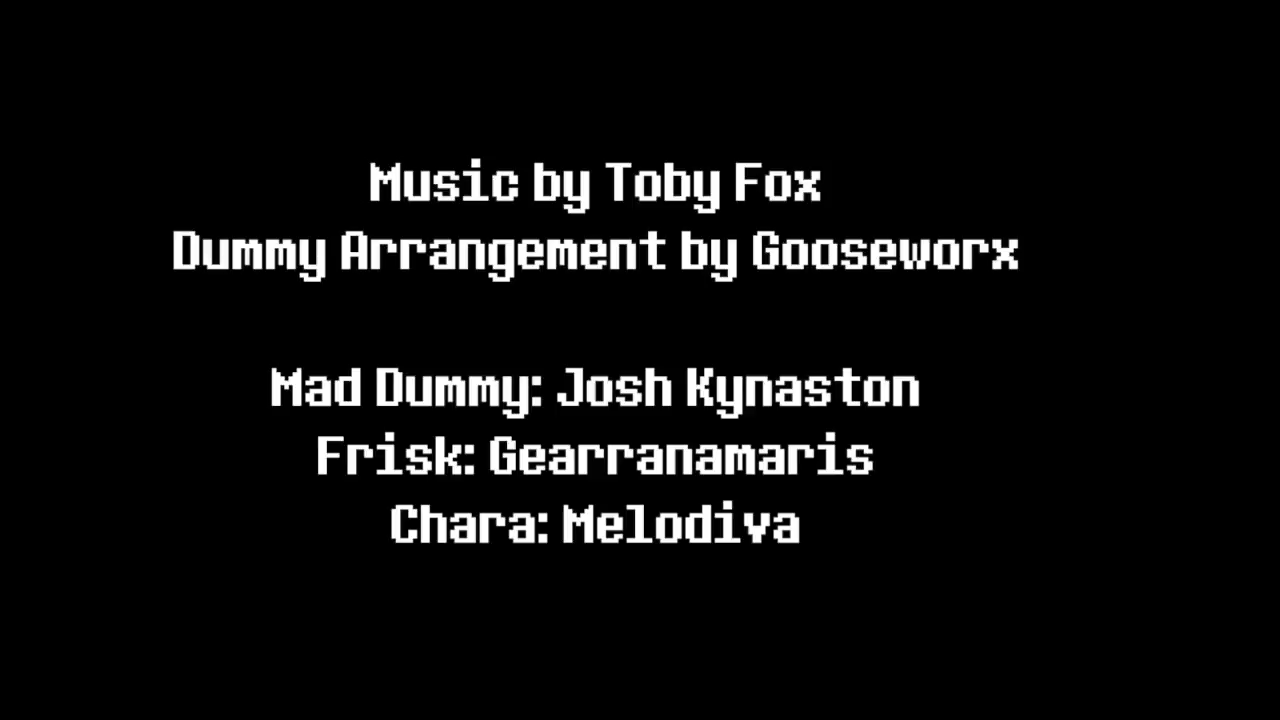 Music by Toby Fox
Dummy Arrangement by Gooseworx
Mad Dummy: Josh Kynaston
Frisk: Gearranamaris
Chara: Melodiva